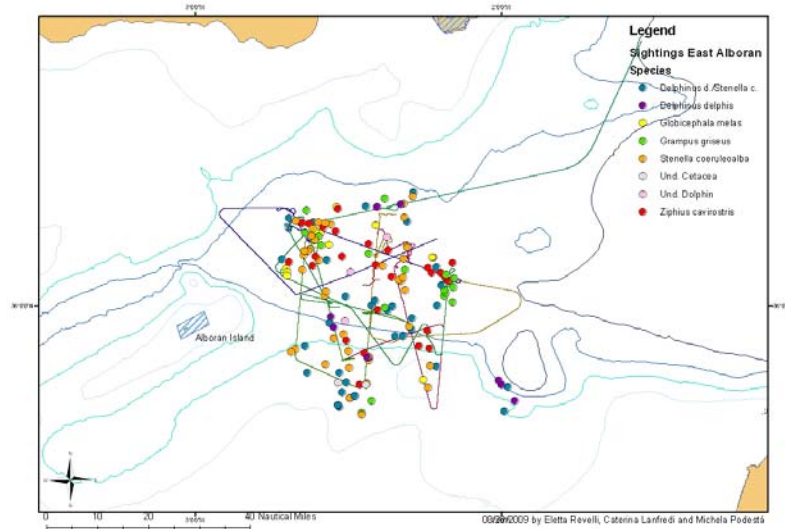 Legend
Sightings East Alboran
Species
Delphinus d./Stella c.
Delphinus delphis
Globicephala melas
Grampus griseus
Stenella coeruleoalba
Und. Cetacea
Und. Dolphin
Ziphius cavirostris
Alboran Island
0 10 20 40 Nautical Miles
by Eletta Revelli, Caterina Lanfredi and Michela Podestà